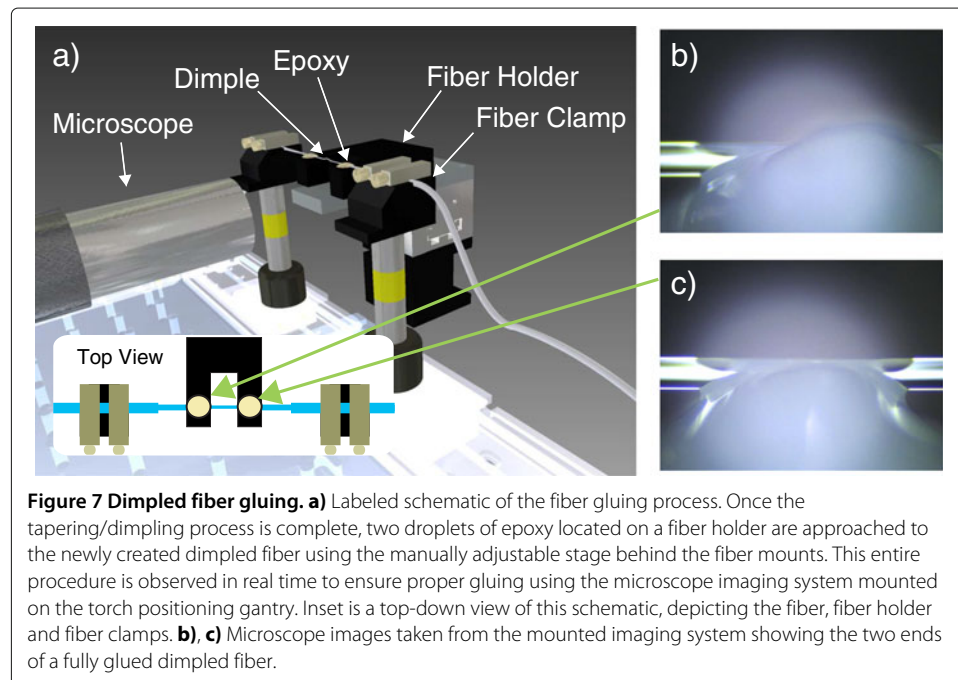 a)
Microscope
Dimple
Epoxy
Fiber Holder
Fiber Clamp
Top View
b)
c)
Figure 7 Dimpled fiber gluing. a) Labeled schematic of the fiber gluing process. Once the
tapering/dimpling process is complete, two droplets of epoxy located on a fiber holder are approached to
the newly created dimpled fiber using the manually adjustable stage behind the fiber mounts. This entire
procedure is observed in real time to ensure proper gluing using the microscope imaging system mounted
on the torch positioning gantry. Inset is a top-down view of this schematic, depicting the fiber, fiber holder
and fiber clamps. b), c) Microscope images taken from the mounted imaging system showing the two ends
of a fully glued dimpled fiber.